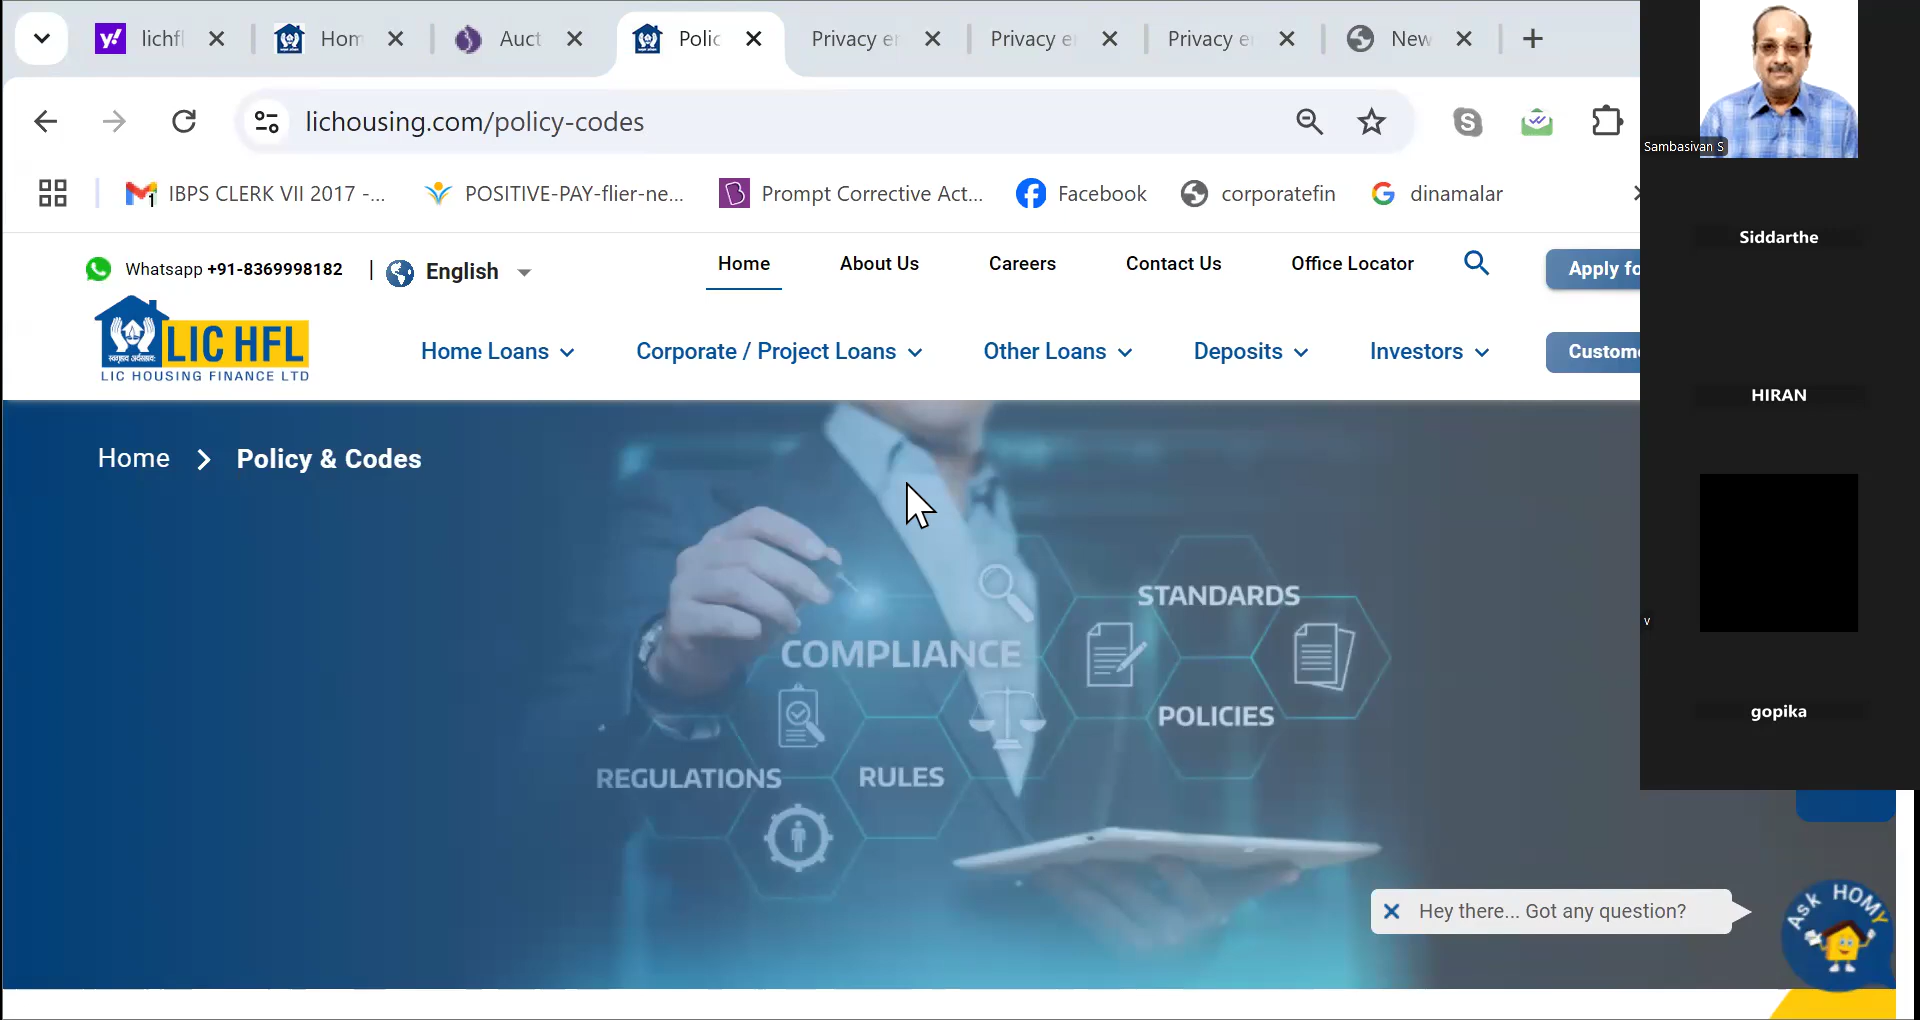 lichfl
Hom
Auct
Polic
Privacy e
Privacy e
Privacy e
New
lichousing.com/policy-codes
IBPS CLERK VII 2017 -...
POSITIVE-PAY-flier-ne...
Prompt Corrective Act...
Facebook
corporatefin
dinamalar
Whatsapp +91-8369998182
English
Home
About Us
Careers
Contact Us
Office Locator
Apply fo
LIC HFL
LIC HOUSING FINANCE LTD
Home Loans
Corporate / Project Loans
Other Loans
Deposits
Investors
Custome
Home > Policy & Codes
STANDARDS
COMPLIANCE
POLICIES
REGULATIONS
RULES
Hey there... Got any question?
Ask HOMY
Sambasivan S
Siddarthe
HIRAN
v
gopika